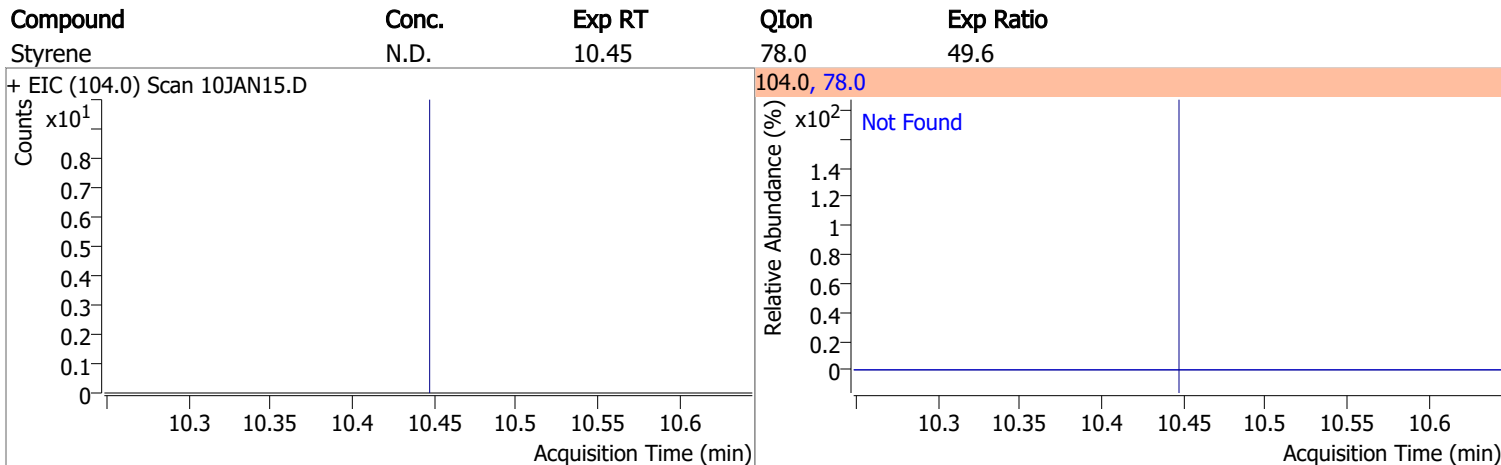 Compound Conc. Exp RT QIon Exp Ratio
Styrene N.D. 10.45 78.0 49.6
+ EIC (104.0) Scan 10JAN15.D
Counts
x10¹
0.8
0.7
0.6
0.5
0.4
0.3
0.2
0.1
0
10.3 10.35 10.4 10.45 10.5 10.55 10.6
Acquisition Time (min)
104.0, 78.0
Relative Abundance (%)
x10²
Not Found
1.4
1.2
1
0.8
0.6
0.4
0.2
0
10.3 10.35 10.4 10.45 10.5 10.55 10.6
Acquisition Time (min)